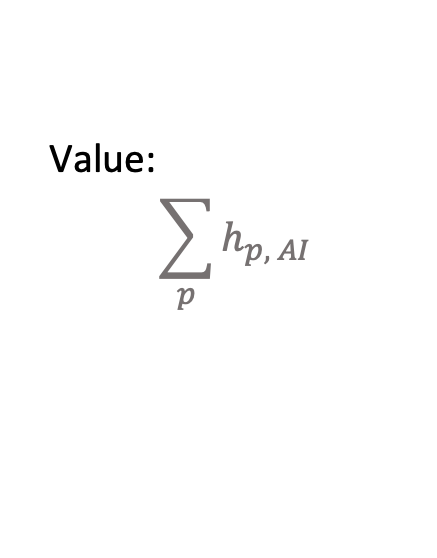 Value:
∑ h_{p, AI}
p